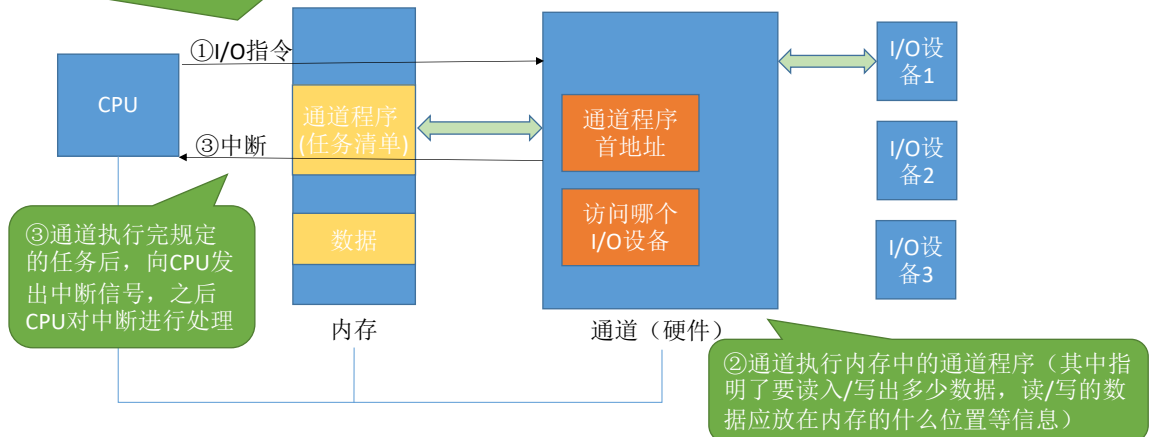 ①I/O指令
CPU
通道程序
(任务清单)
③中断
数据
内存
通道程序
首地址
访问哪个
I/O设备
通道（硬件）
I/O设
备1
I/O设
备2
I/O设
备3
③通道执行完规定
的任务后，向CPU发
出中断信号，之后
CPU对中断进行处理
②通道执行内存中的通道程序（其中指
明了要读入/写出多少数据，读/写的数
据应放在内存的什么位置等信息）